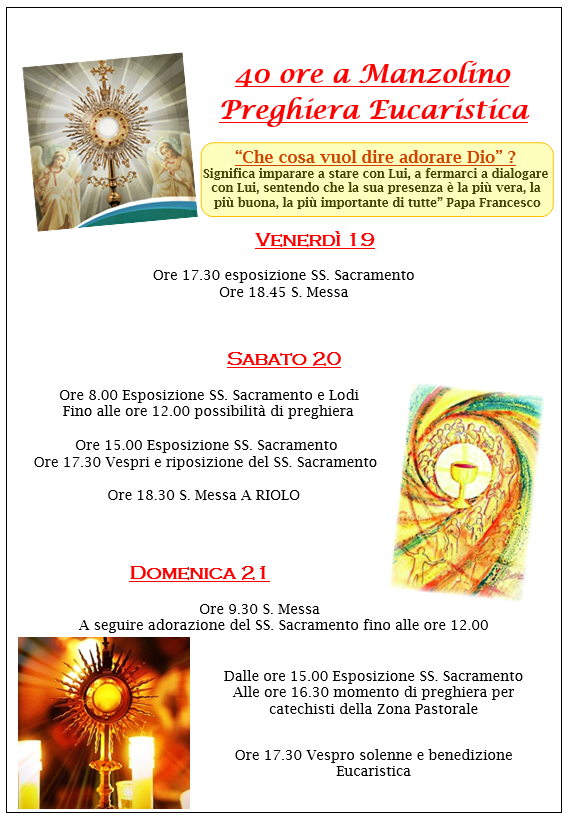 40 ore a Manzolino
Preghiera Eucaristica
“Che cosa vuol dire adorare Dio” ?
Significa imparare a stare con Lui, a fermarci a dialogare
con Lui, sentendo che la sua presenza è la più vera, la
più buona, la più importante di tutte” Papa Francesco
Venerdì 19
Ore 17.30 esposizione SS. Sacramento
Ore 18.45 S. Messa
Sabato 20
Ore 8.00 Esposizione SS. Sacramento e Lodi
Fino alle ore 12.00 possibilità di preghiera
Ore 15.00 Esposizione SS. Sacramento
Ore 17.30 Vespri e riposizione del SS. Sacramento
Ore 18.30 S. Messa A RIOLO
Domenica 21
Ore 9.30 S. Messa
A seguire adorazione del SS. Sacramento fino alle ore 12.00
Dalle ore 15.00 Esposizione SS. Sacramento
Alle ore 16.30 momento di preghiera per
catechisti della Zona Pastorale
Ore 17.30 Vespro solenne e benedizione
Eucaristica